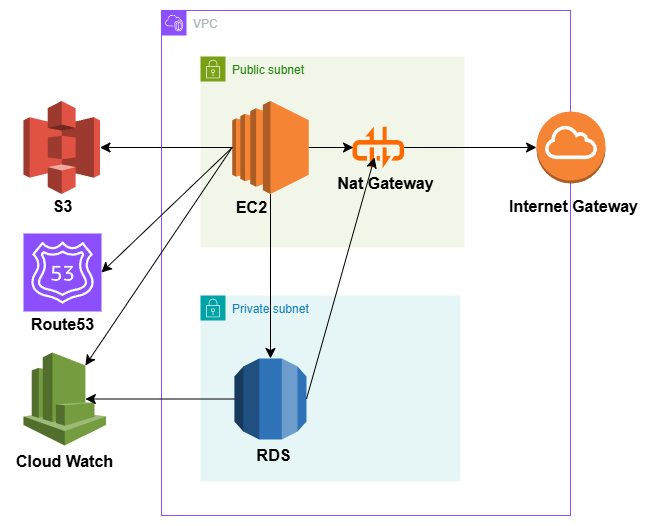 VPC
Public subnet
S3
EC2
Nat Gateway
Internet Gateway
53
Route53
Private subnet
Cloud Watch
RDS